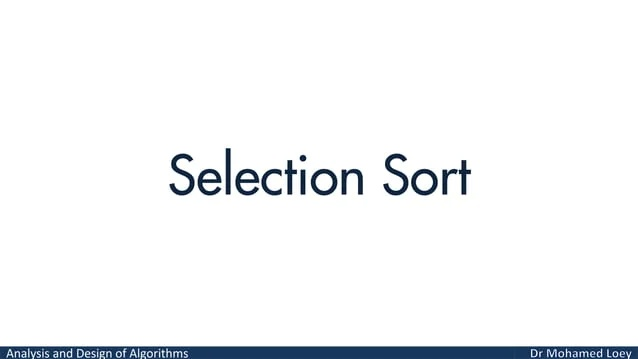 Selection Sort
Analysis and Design of Algorithms
Dr Mohamed Loey